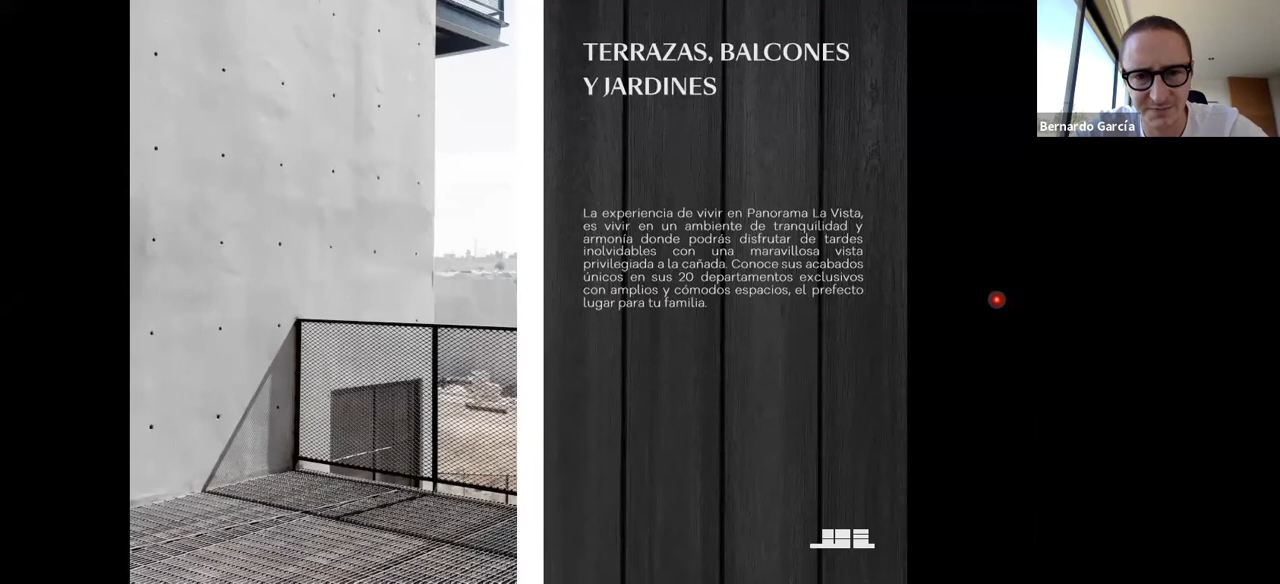 TERRAZAS, BALCONES
Y JARDINES
Bernardo García
La experiencia de vivir en Panorama La Vista,
es vivir en un ambiente de tranquilidad y
armonía donde podrás disfrutar de tardes
inolvidables con una maravillosa vista
privilegiada a la cañada. Conoce sus acabados
únicos en sus 20 departamentos exclusivos
con amplios y cómodos espacios, el prefecto
lugar para tu familia.